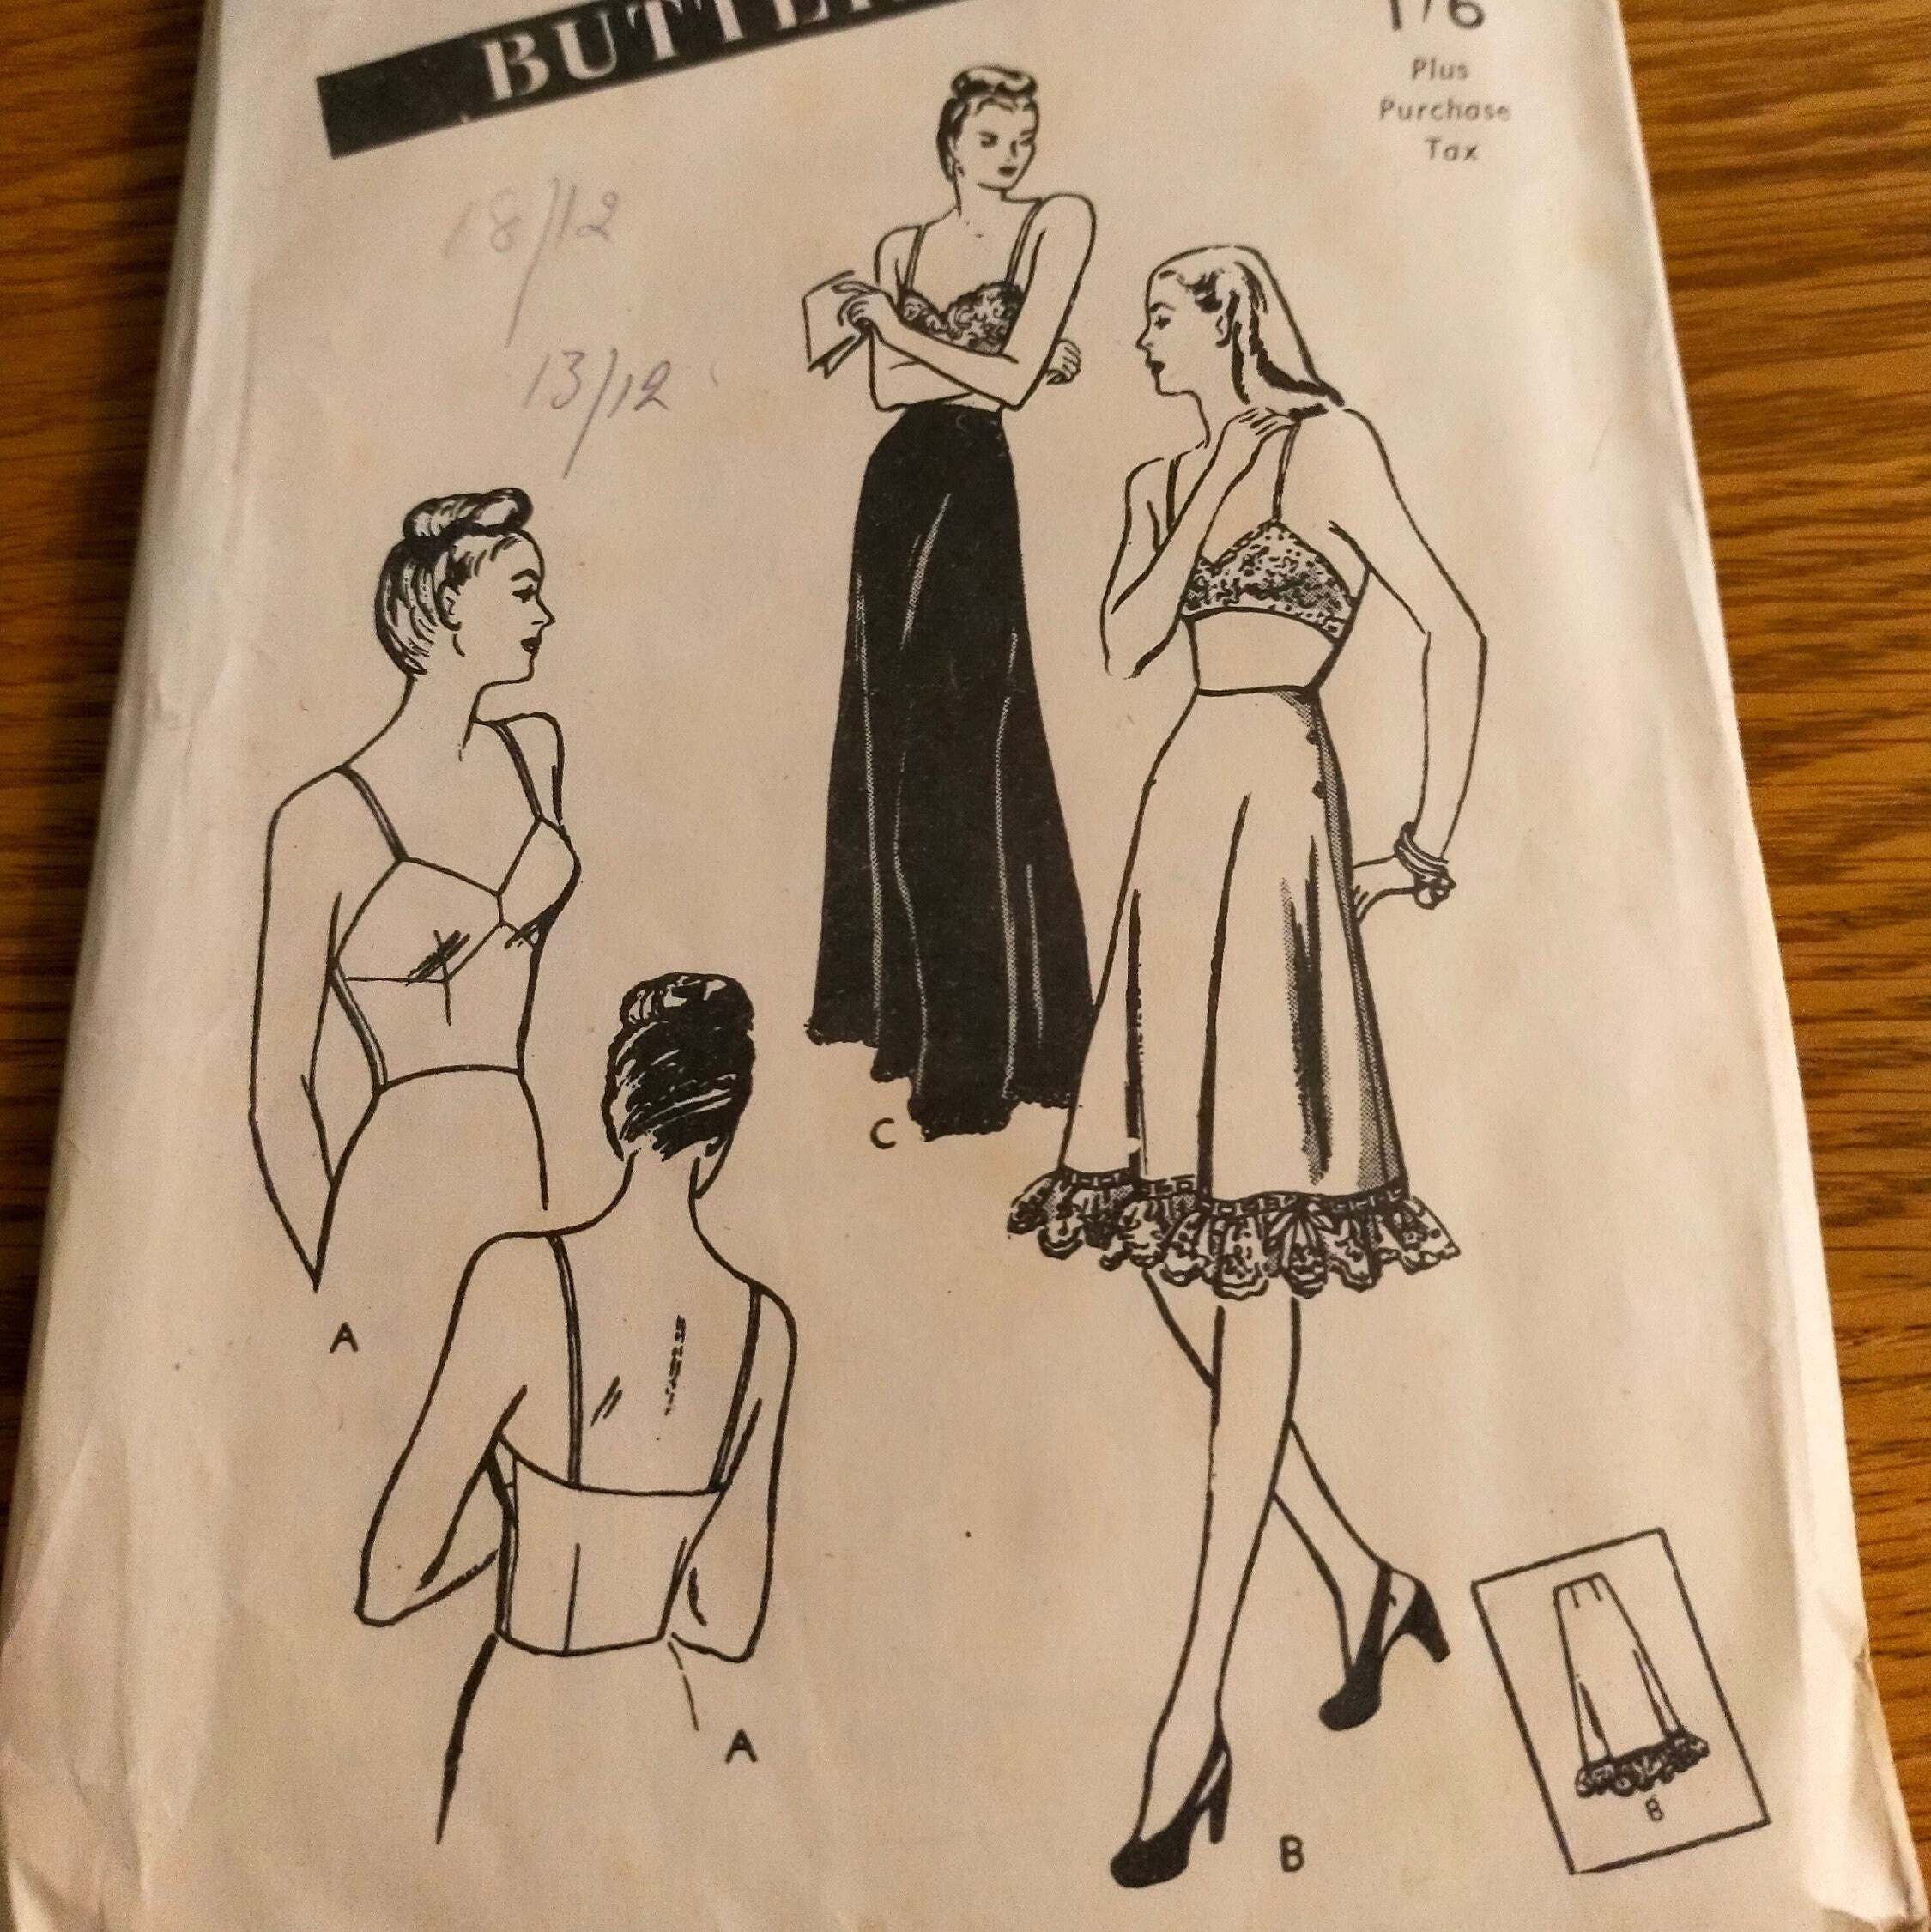 BUTTE
1/6
Plus
Purchase
Tax
18/12
13/12
A
C
A
B
B